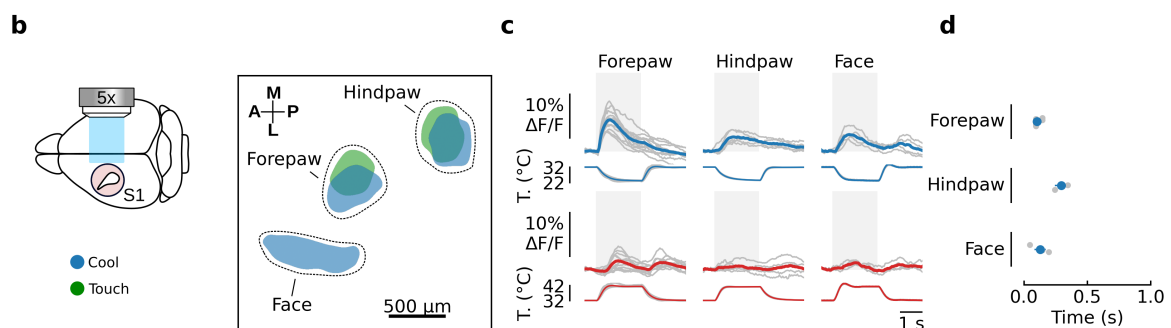 b
5x
S1
Cool
Touch
M
A P
L
Hindpaw
Forepaw
Face
500 µm
c
Forepaw Hindpaw Face
10%
ΔF/F
T. (°C)
32
22
10%
ΔF/F
T. (°C)
42
32
1 s
d
Forepaw
Hindpaw
Face
0.0 0.5 1.0
Time (s)